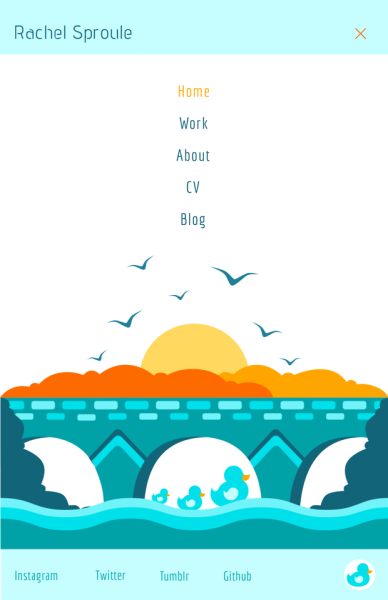 Rachel Sproule
Home
Work
About
CV
Blog
Instagram Twitter Tumblr Github